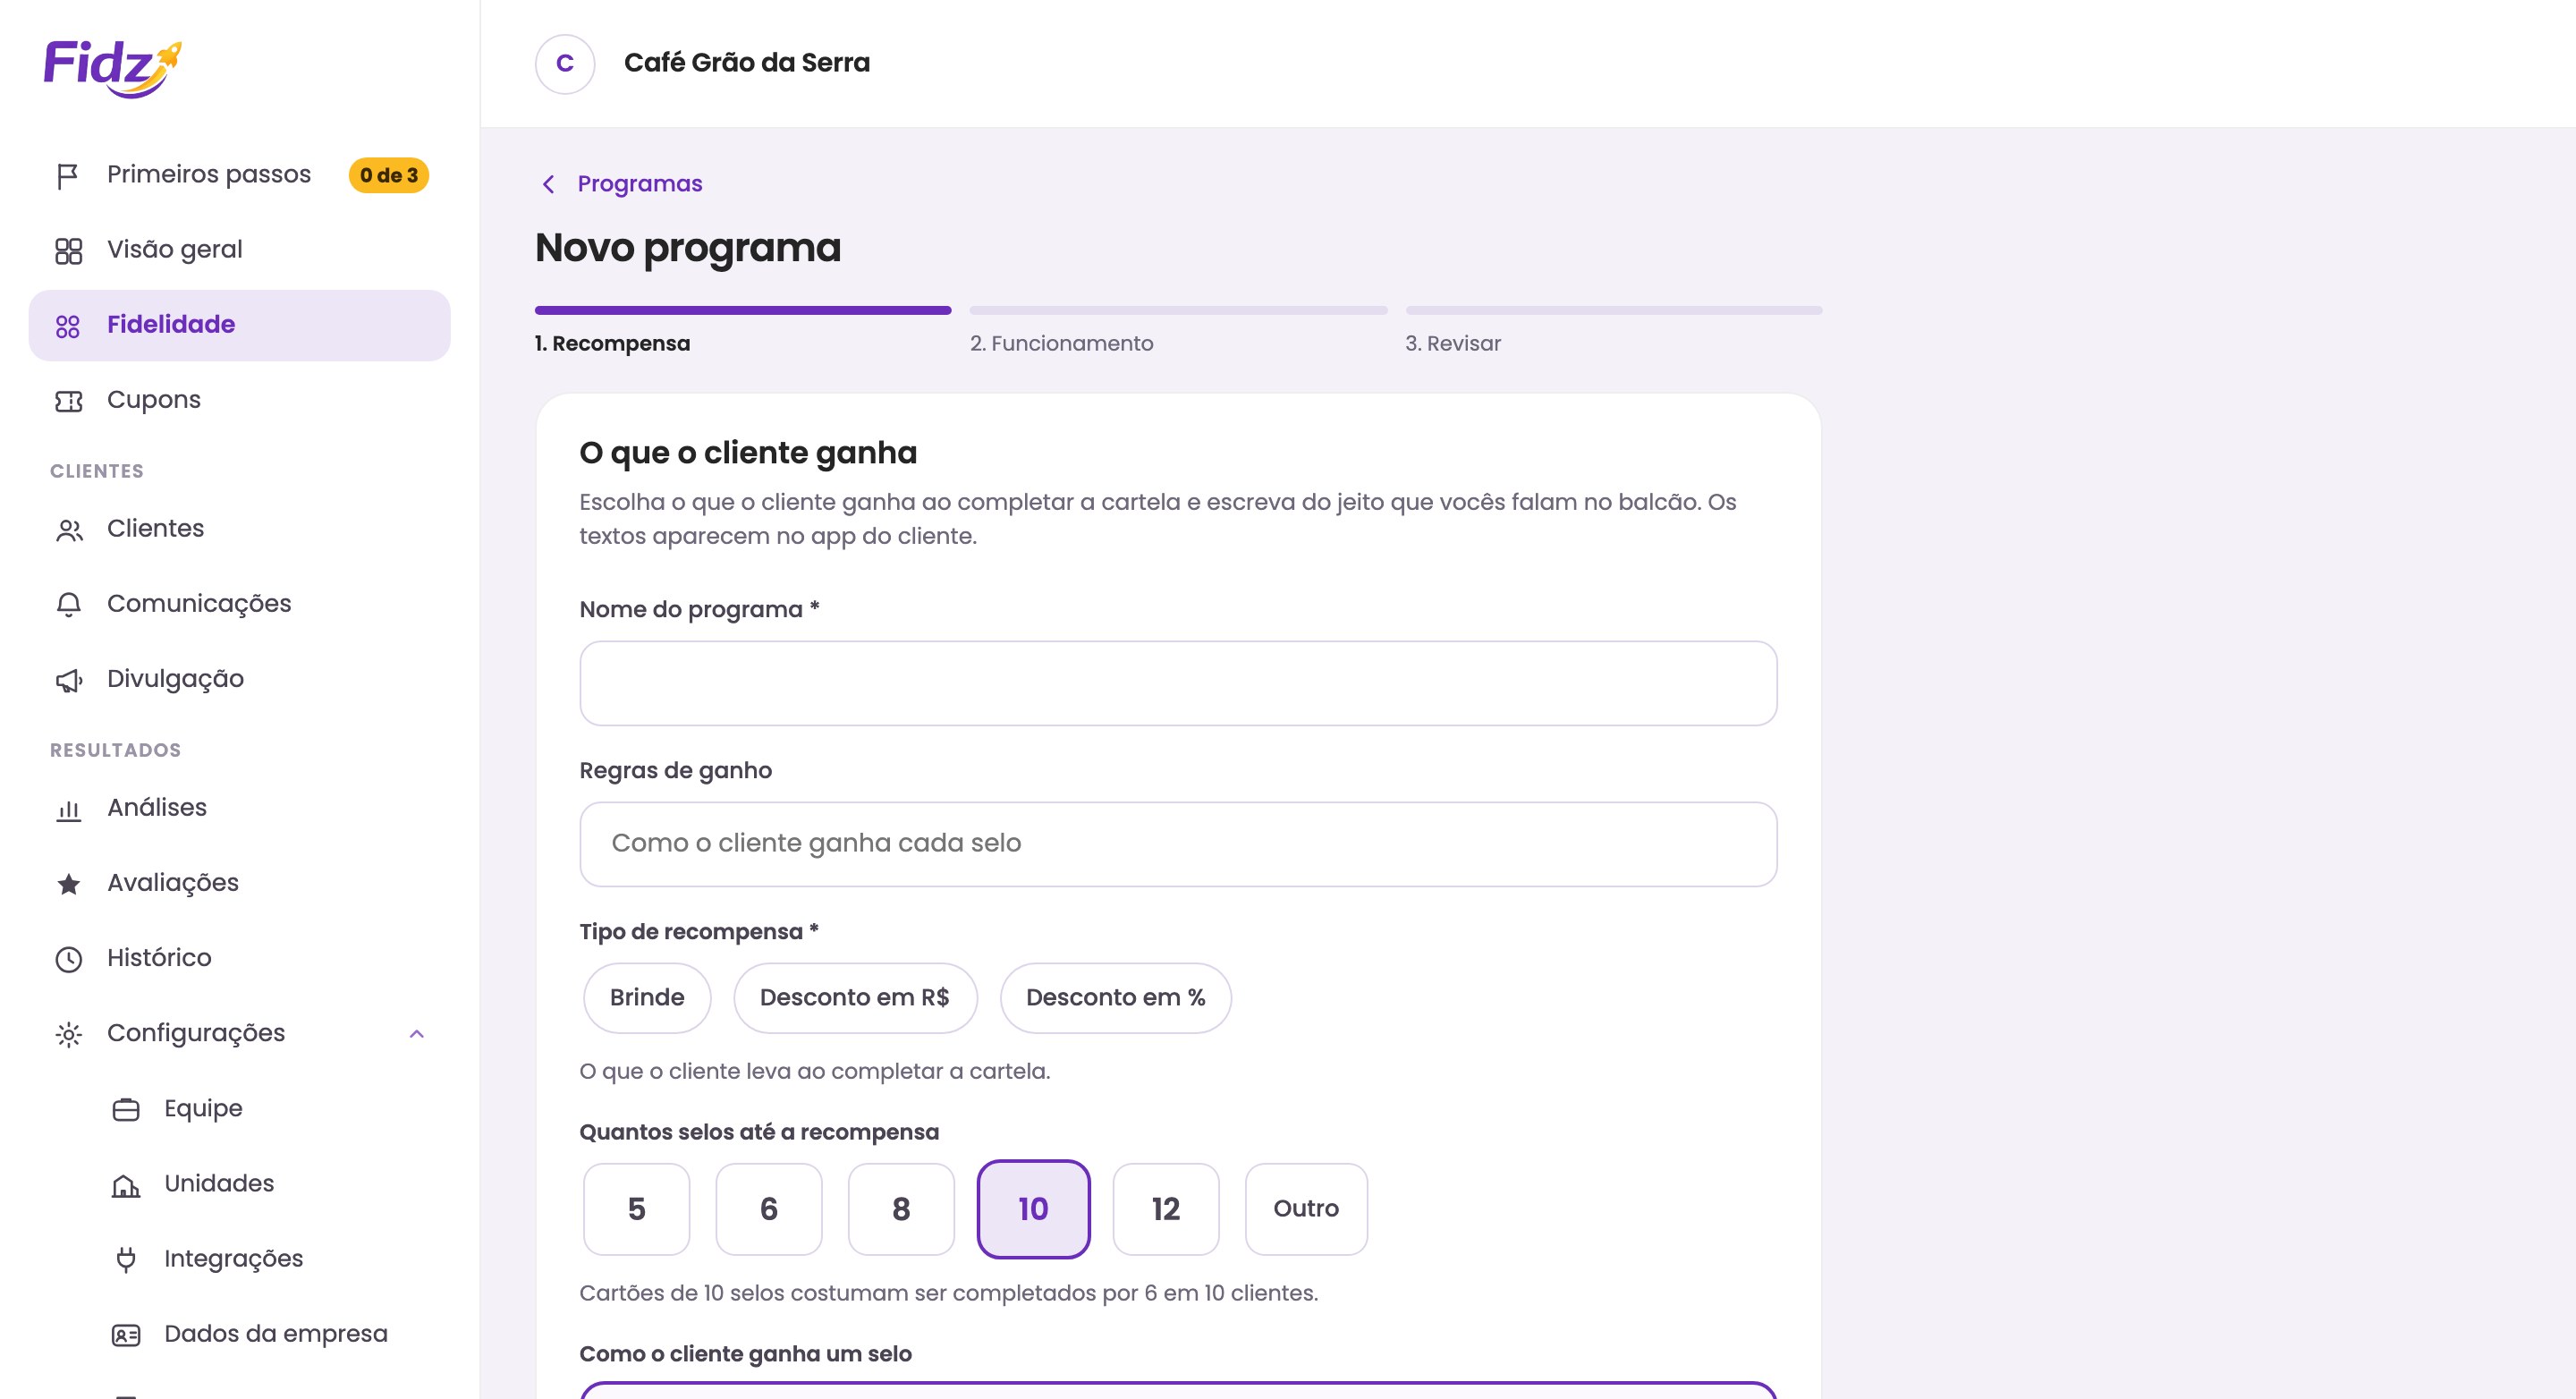 Fidz
Primeiros passos
0 de 3
Visão geral
Fidelidade
Cupons
CLIENTES
Clientes
Comunicações
Divulgação
RESULTADOS
Análises
Avaliações
Histórico
Configurações
Equipe
Unidades
Integrações
Dados da empresa
C
Café Grão da Serra
Programas
Novo programa
1. Recompensa
2. Funcionamento
3. Revisar
O que o cliente ganha
Escolha o que o cliente ganha ao completar a cartela e escreva do jeito que vocês falam no balcão. Os
textos aparecem no app do cliente.
Nome do programa *
Regras de ganho
Como o cliente ganha cada selo
Tipo de recompensa *
Brinde
Desconto em R$
Desconto em %
O que o cliente leva ao completar a cartela.
Quantos selos até a recompensa
5
6
8
10
12
Outro
Cartões de 10 selos costumam ser completados por 6 em 10 clientes.
Como o cliente ganha um selo